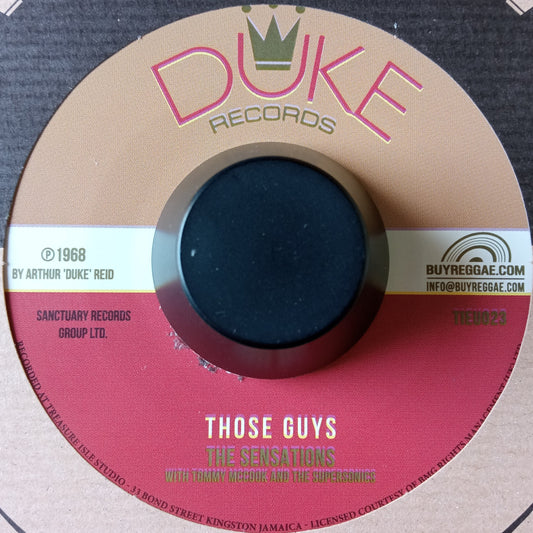 DUKE
RECORDS
℗ 1968
BY ARTHUR 'DUKE' REID
BUYREGGAE.COM
INFO@BUYREGGAE.COM
SANCTUARY RECORDS
GROUP LTD.
THOSE GUYS
THE SENSATIONS
WITH TOMMY MCCOOK AND THE SUPERSONICS
RECORDED AT TREASURE ISLE STUDIO - 33 BOND STREET KINGSTON JAMAICA - LICENSED COURTESY OF BMG RIGHTS MANAGEMENT